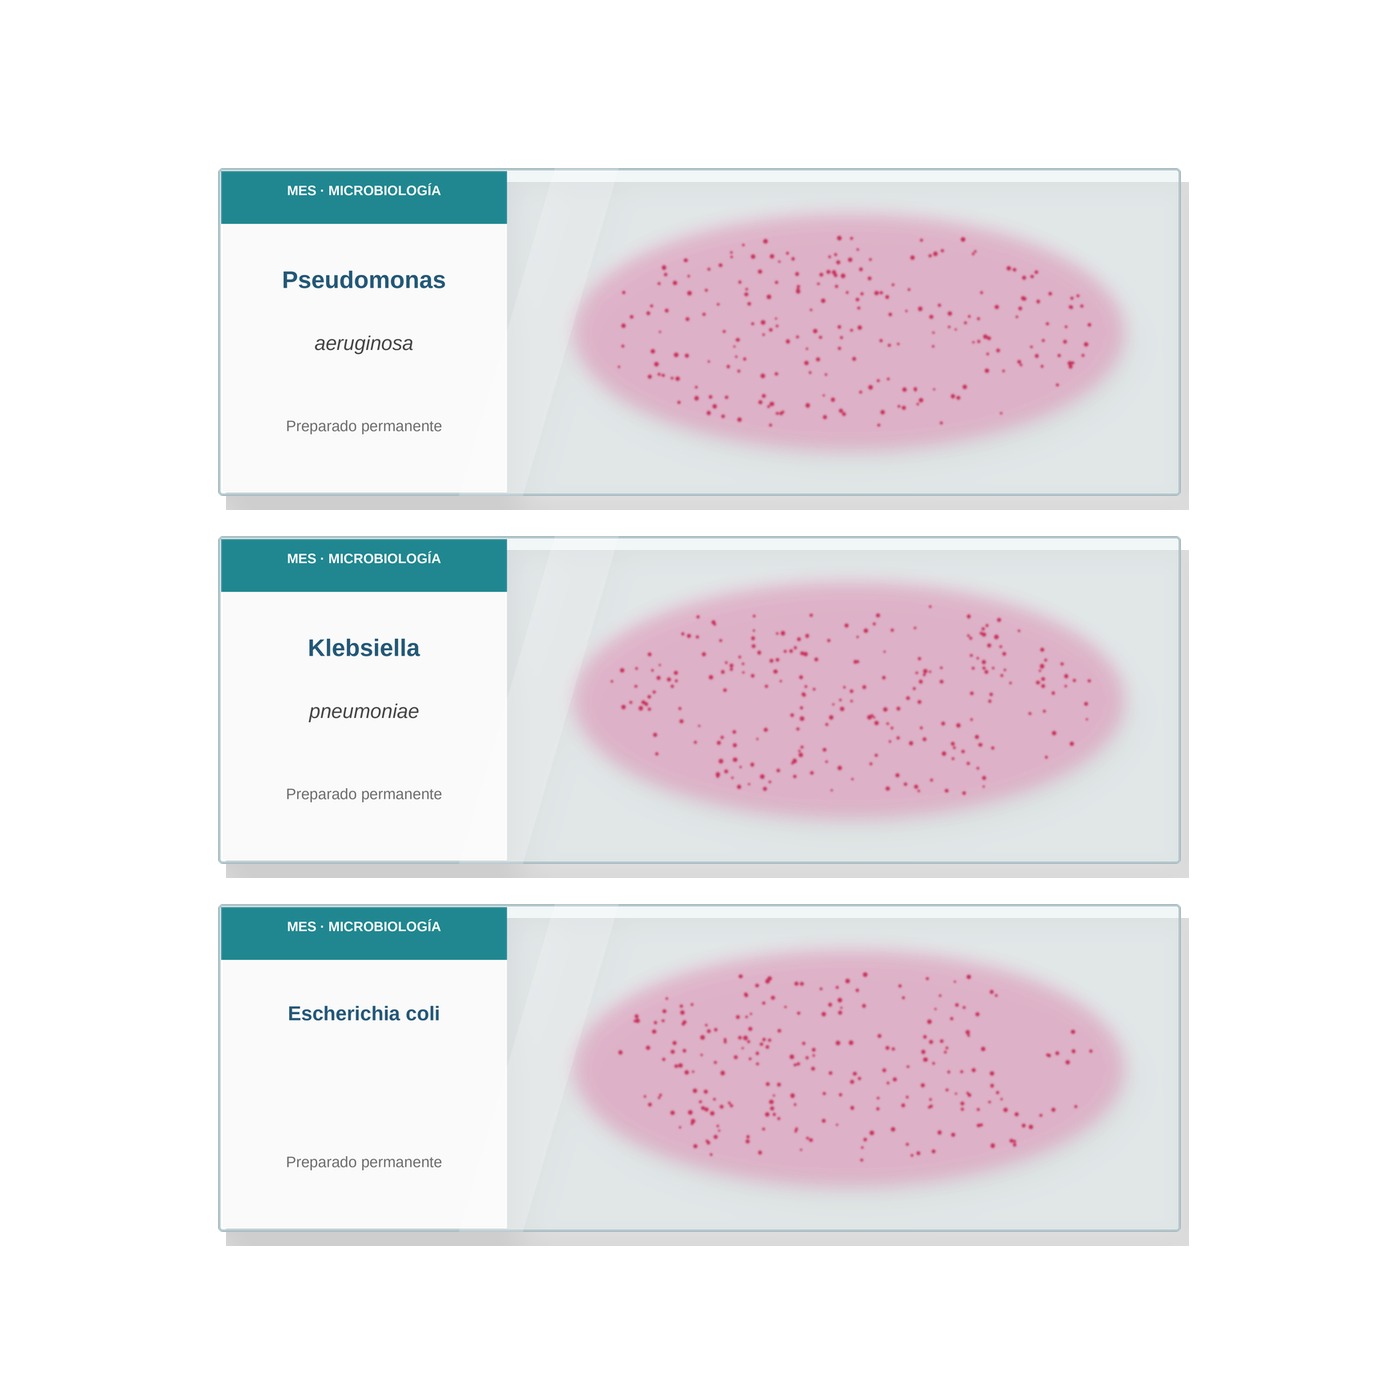 MES · MICROBIOLOGÍA
Pseudomonas
aeruginosa
Preparado permanente
MES · MICROBIOLOGÍA
Klebsiella
pneumoniae
Preparado permanente
MES · MICROBIOLOGÍA
Escherichia coli
Preparado permanente